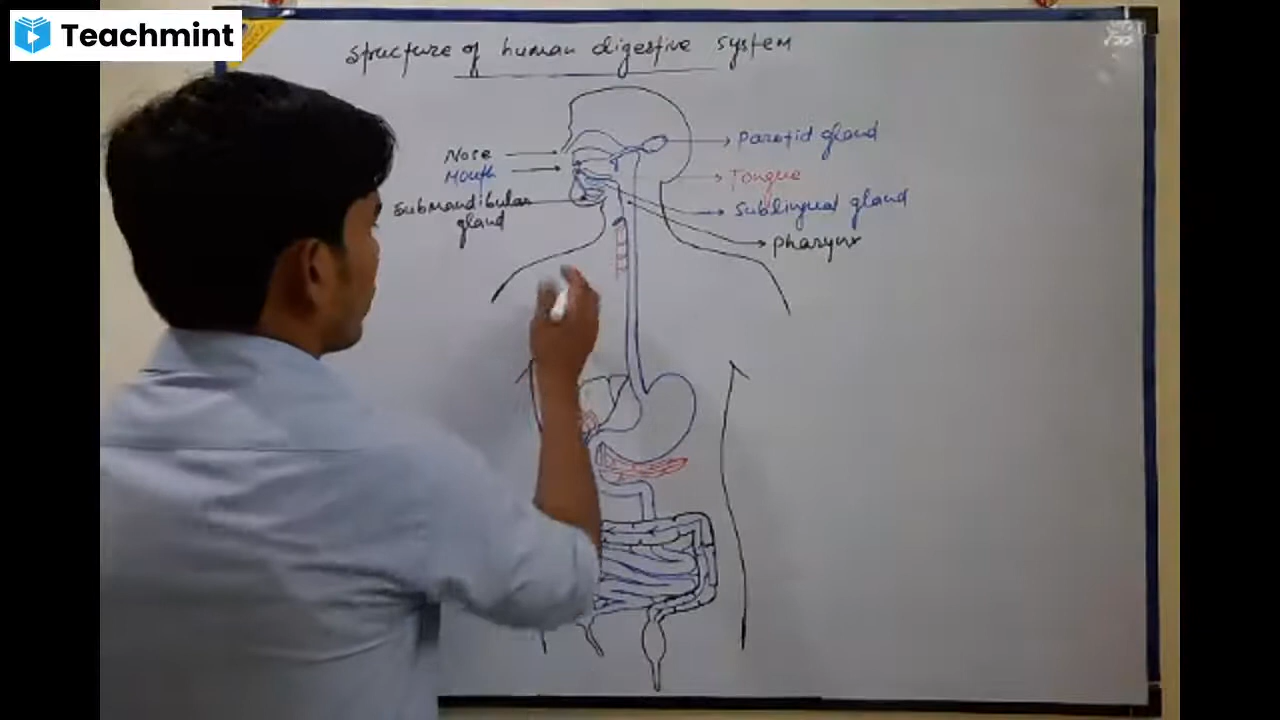 Teachmint
Structure of human digestive system
Nose
Mouth
Submandibular
gland
Parotid gland
Tongue
Sublingual gland
Pharynx